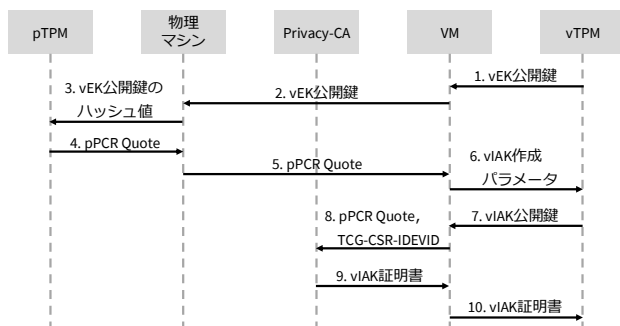 pTPM
物理
マシン
Privacy-CA
VM
vTPM
1. vEK公開鍵
2. vEK公開鍵
3. vEK公開鍵の
ハッシュ値
4. pPCR Quote
5. pPCR Quote
6. vIAK作成
パラメータ
7. vIAK公開鍵
8. pPCR Quote,
TCG-CSR-IDEVID
9. vIAK証明書
10. vIAK証明書